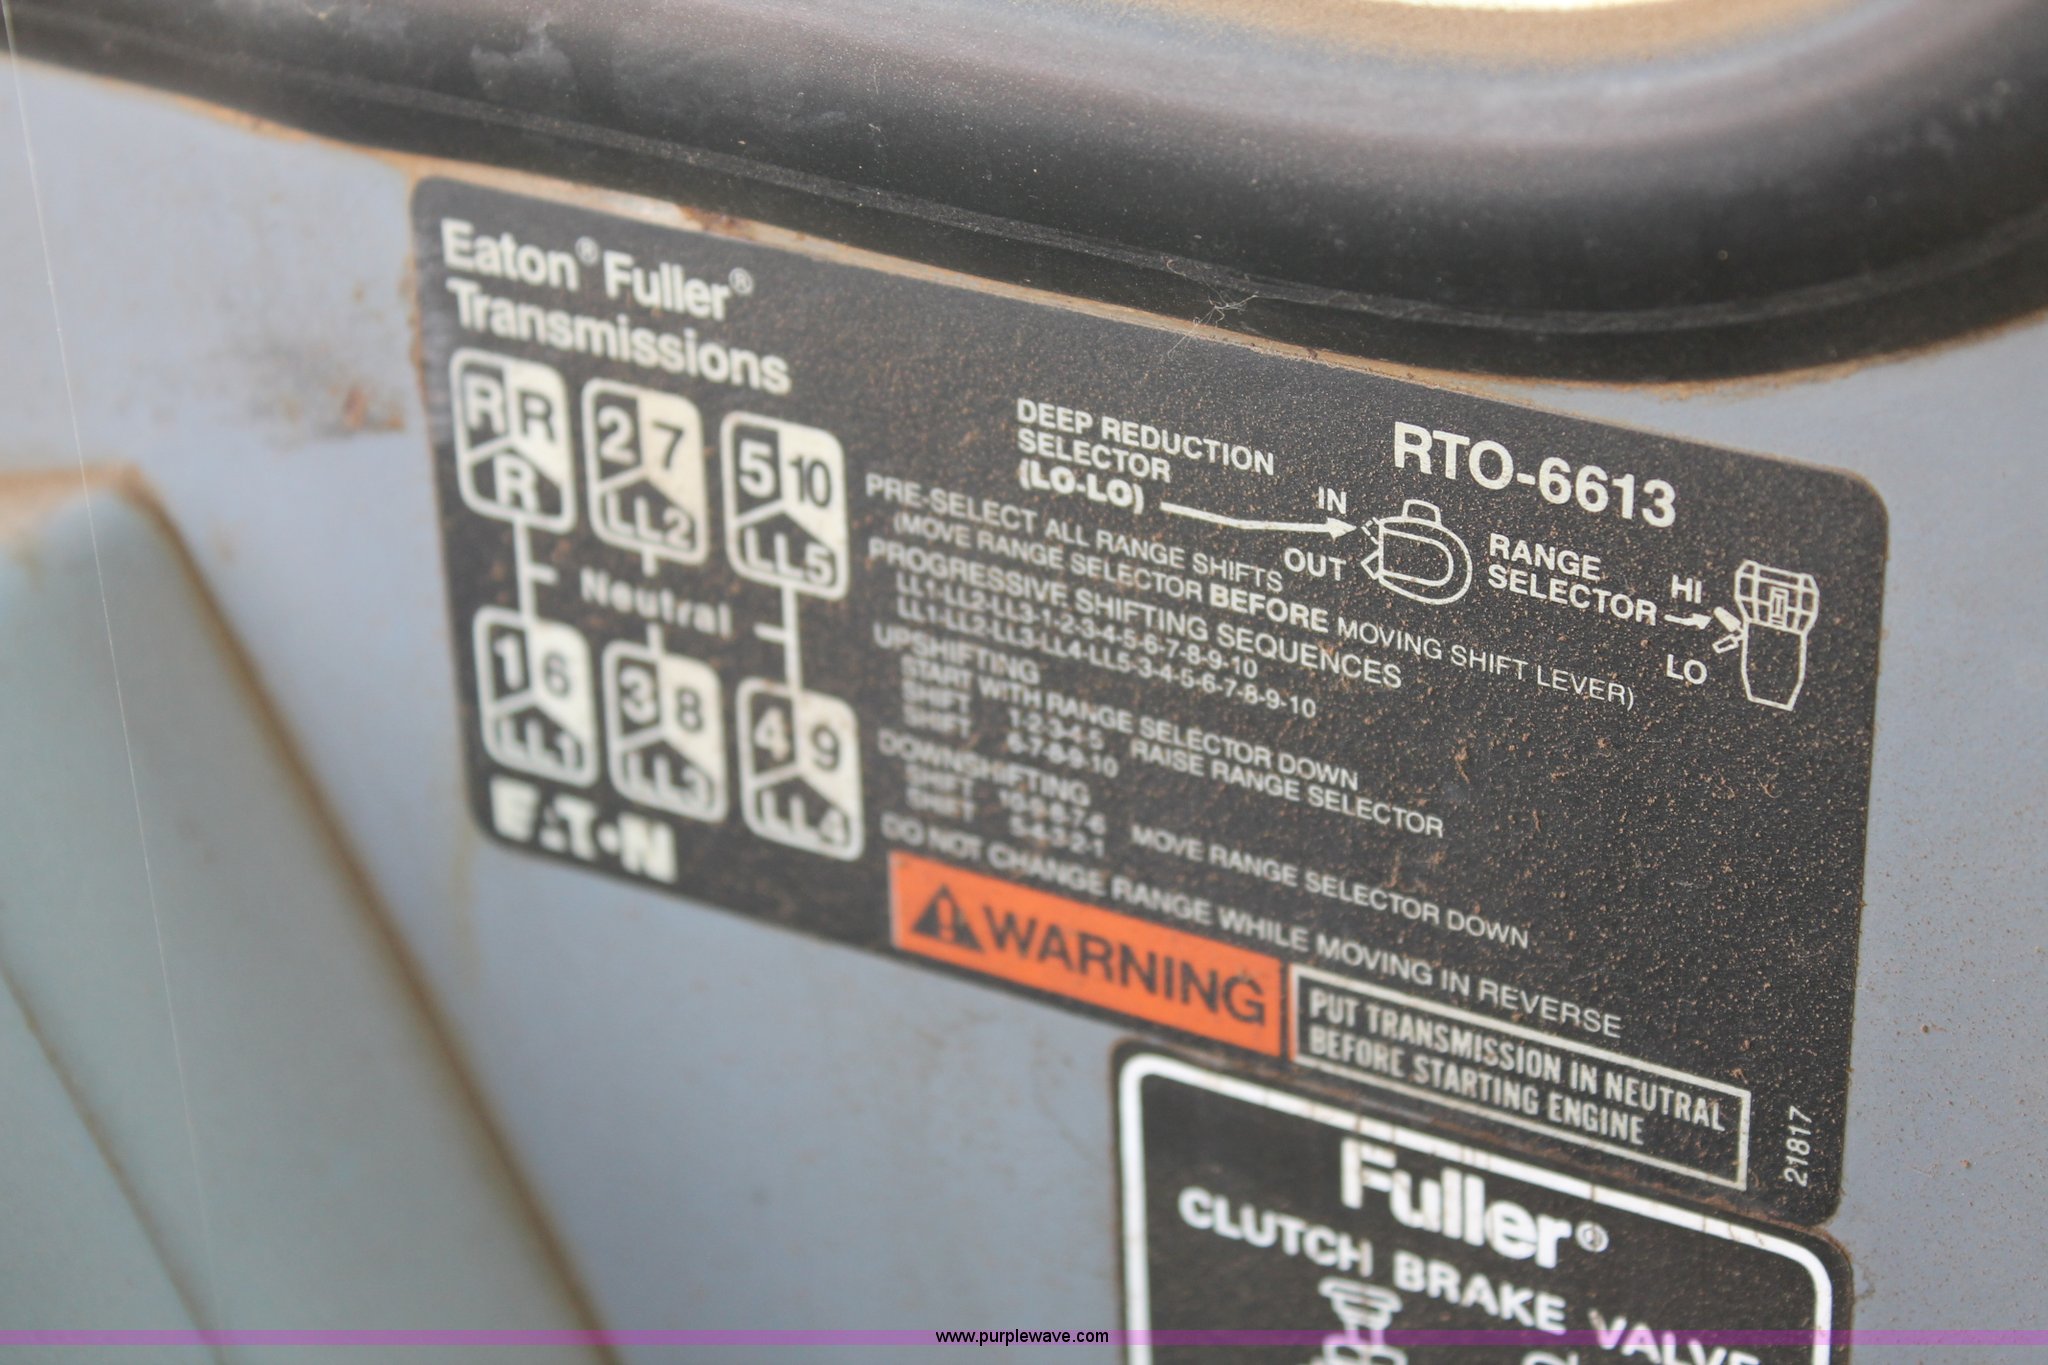 Eaton® Fuller®
Transmissions
R R
R
2 7
LL2
5 10
LL5
Neutral
1 6
LL1
3 8
LL3
4 9
LL4
EATON
RTO-6613
DEEP REDUCTION
SELECTOR
(LO-LO)
IN
OUT
RANGE
SELECTOR
HI
LO
PRE-SELECT ALL RANGE SHIFTS
(MOVE RANGE SELECTOR BEFORE MOVING SHIFT LEVER)
PROGRESSIVE SHIFTING SEQUENCES
LL1-LL2-LL3-1-2-3-4-5-6-7-8-9-10
LL1-LL2-LL3-LL4-LL5-3-4-5-6-7-8-9-10
UPSHIFTING
START WITH RANGE SELECTOR DOWN
SHIFT 1-2-3-4-5 RAISE RANGE SELECTOR
SHIFT 6-7-8-9-10
DOWNSHIFTING
SHIFT 10-9-8-7-6 MOVE RANGE SELECTOR DOWN
SHIFT 5-4-3-2-1
DO NOT CHANGE RANGE WHILE MOVING IN REVERSE
WARNING
PUT TRANSMISSION IN NEUTRAL
BEFORE STARTING ENGINE
21817
Fuller®
CLUTCH BRAKE VALVE
www.purplewave.com